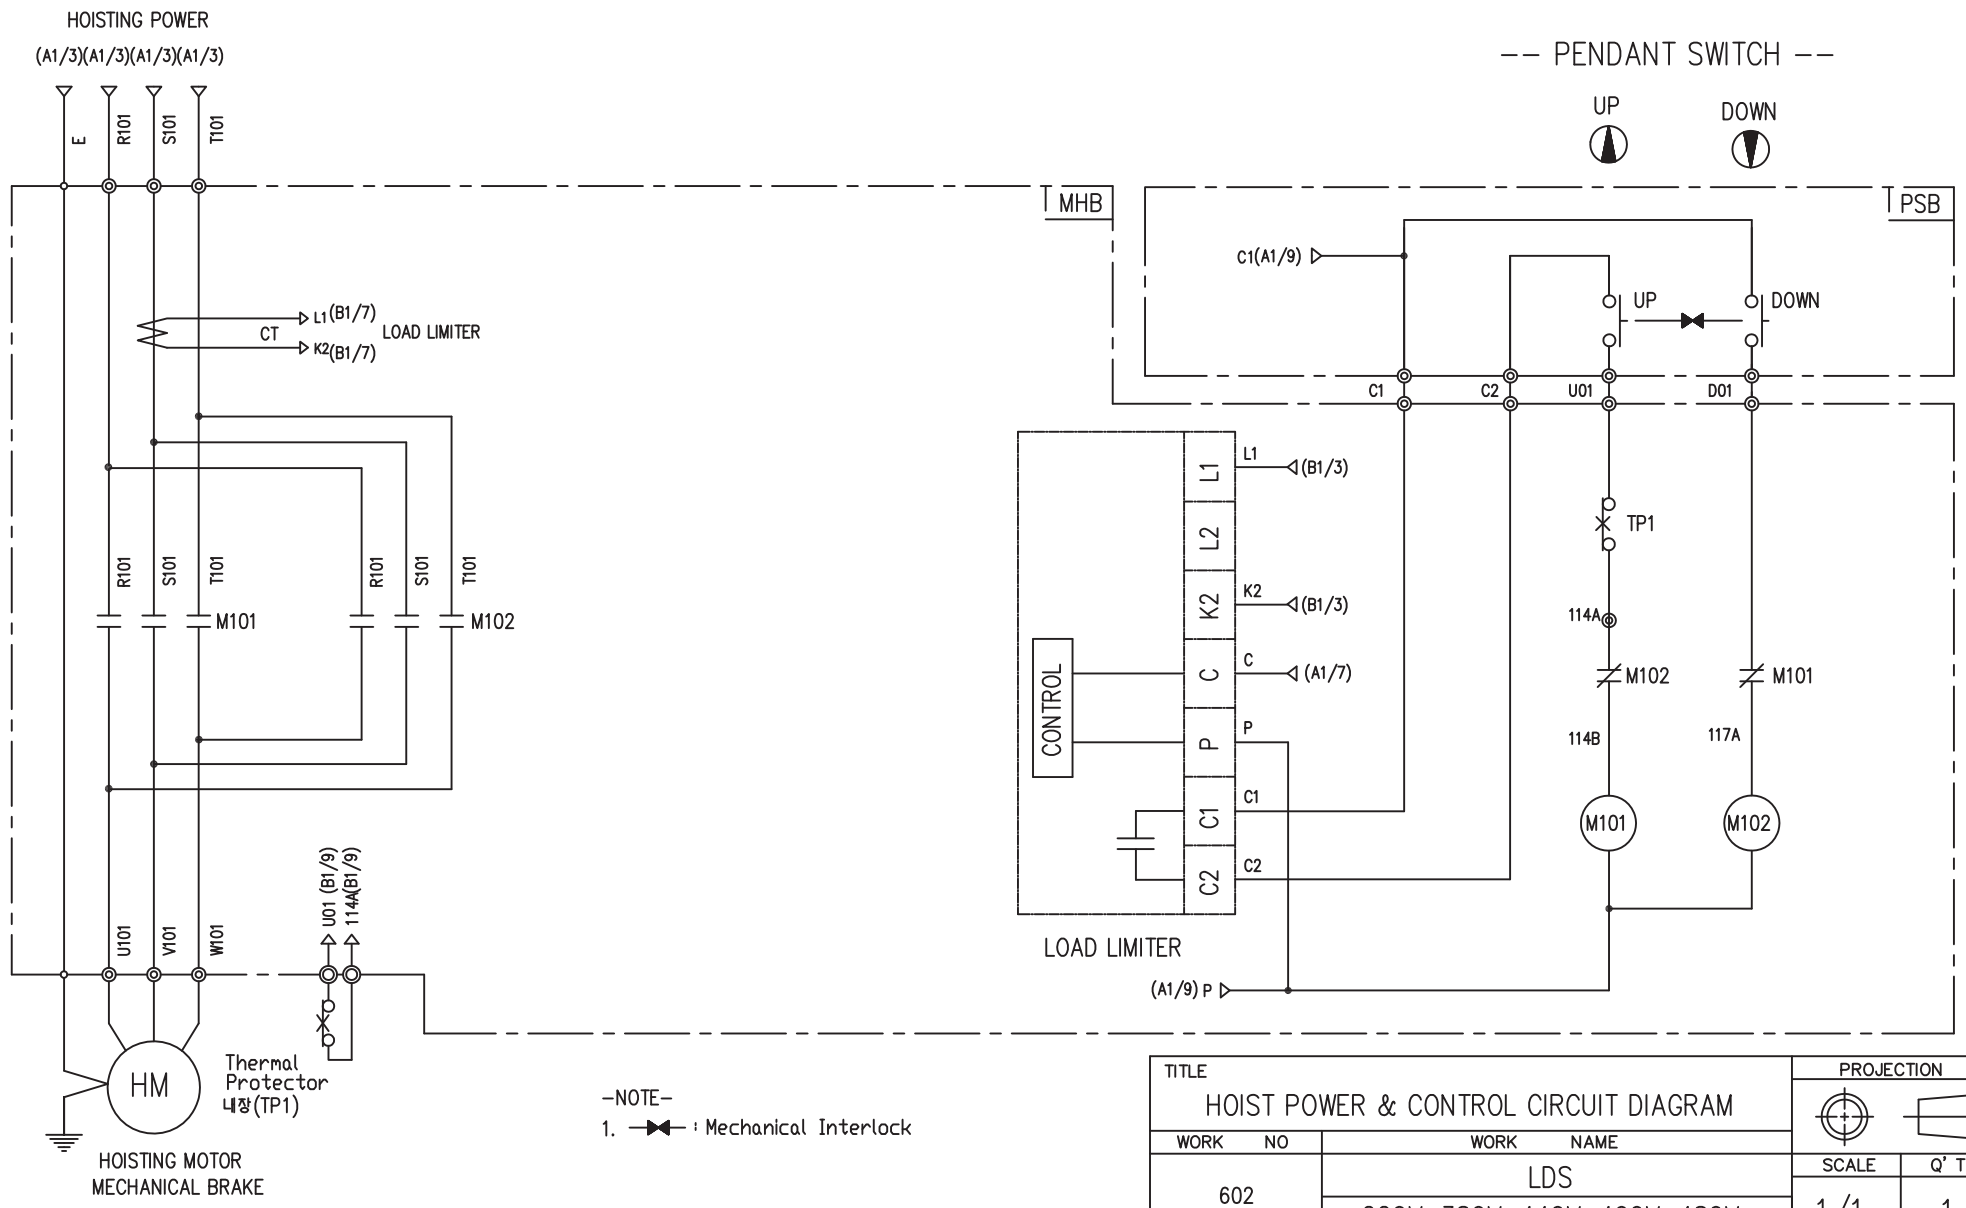 HOISTING POWER
(A1/3)(A1/3)(A1/3)(A1/3)
-- PENDANT SWITCH --
UP
DOWN
E
R101
S101
T101
MHB
PSB
C1(A1/9)
UP
DOWN
L1(B1/7)
CT
LOAD LIMITER
K2(B1/7)
C1
C2
U01
D01
L1
L1
(B1/3)
L2
TP1
R101
S101
T101
R101
S101
T101
K2
K2
(B1/3)
114A
M101
M102
CONTROL
C
C
(A1/7)
M102
M101
P
P
114B
117A
C1
C1
M101
M102
C2
C2
U01 (B1/9)
114A(B1/9)
U101
V101
W101
LOAD LIMITER
(A1/9) P
HM
Thermal
Protector
내장(TP1)
-NOTE-
1. : Mechanical Interlock
HOISTING MOTOR
MECHANICAL BRAKE
TITLE
PROJECTION
HOIST POWER & CONTROL CIRCUIT DIAGRAM
WORK NO
WORK NAME
SCALE
Q' T
602
LDS
1 /1
1